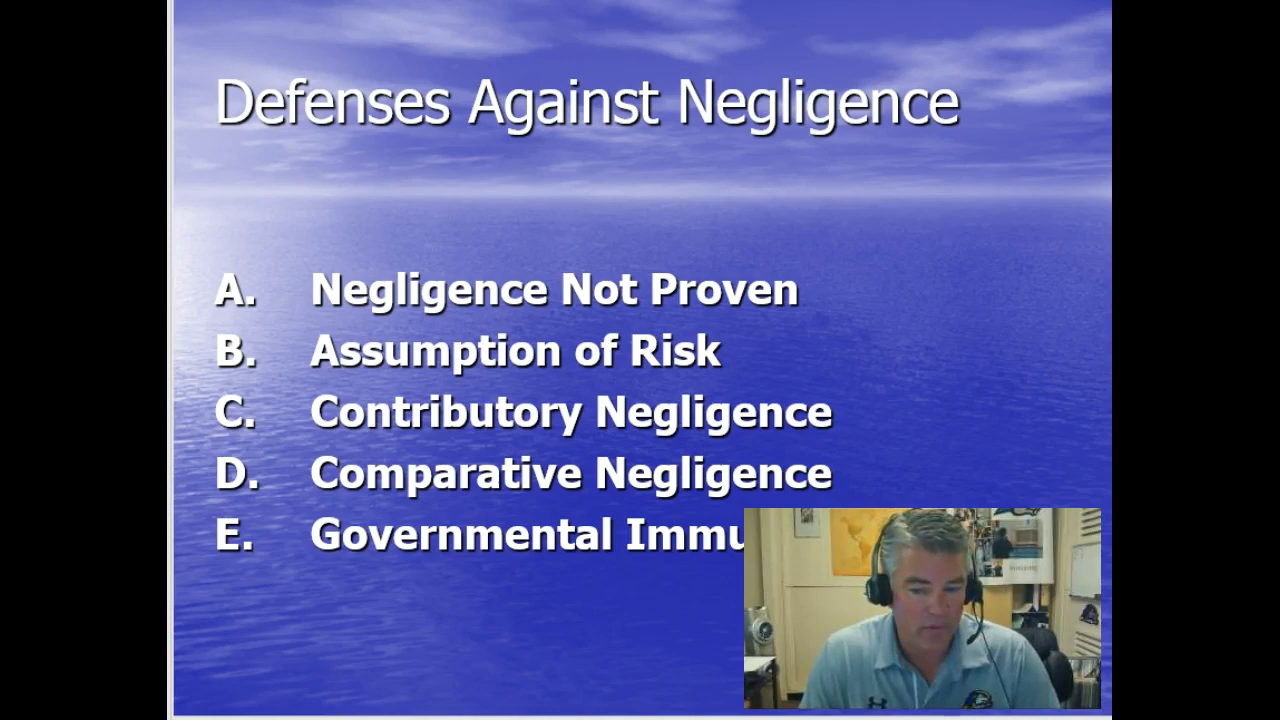 Defenses Against Negligence
A. Negligence Not Proven
B. Assumption of Risk
C. Contributory Negligence
D. Comparative Negligence
E. Governmental Immu